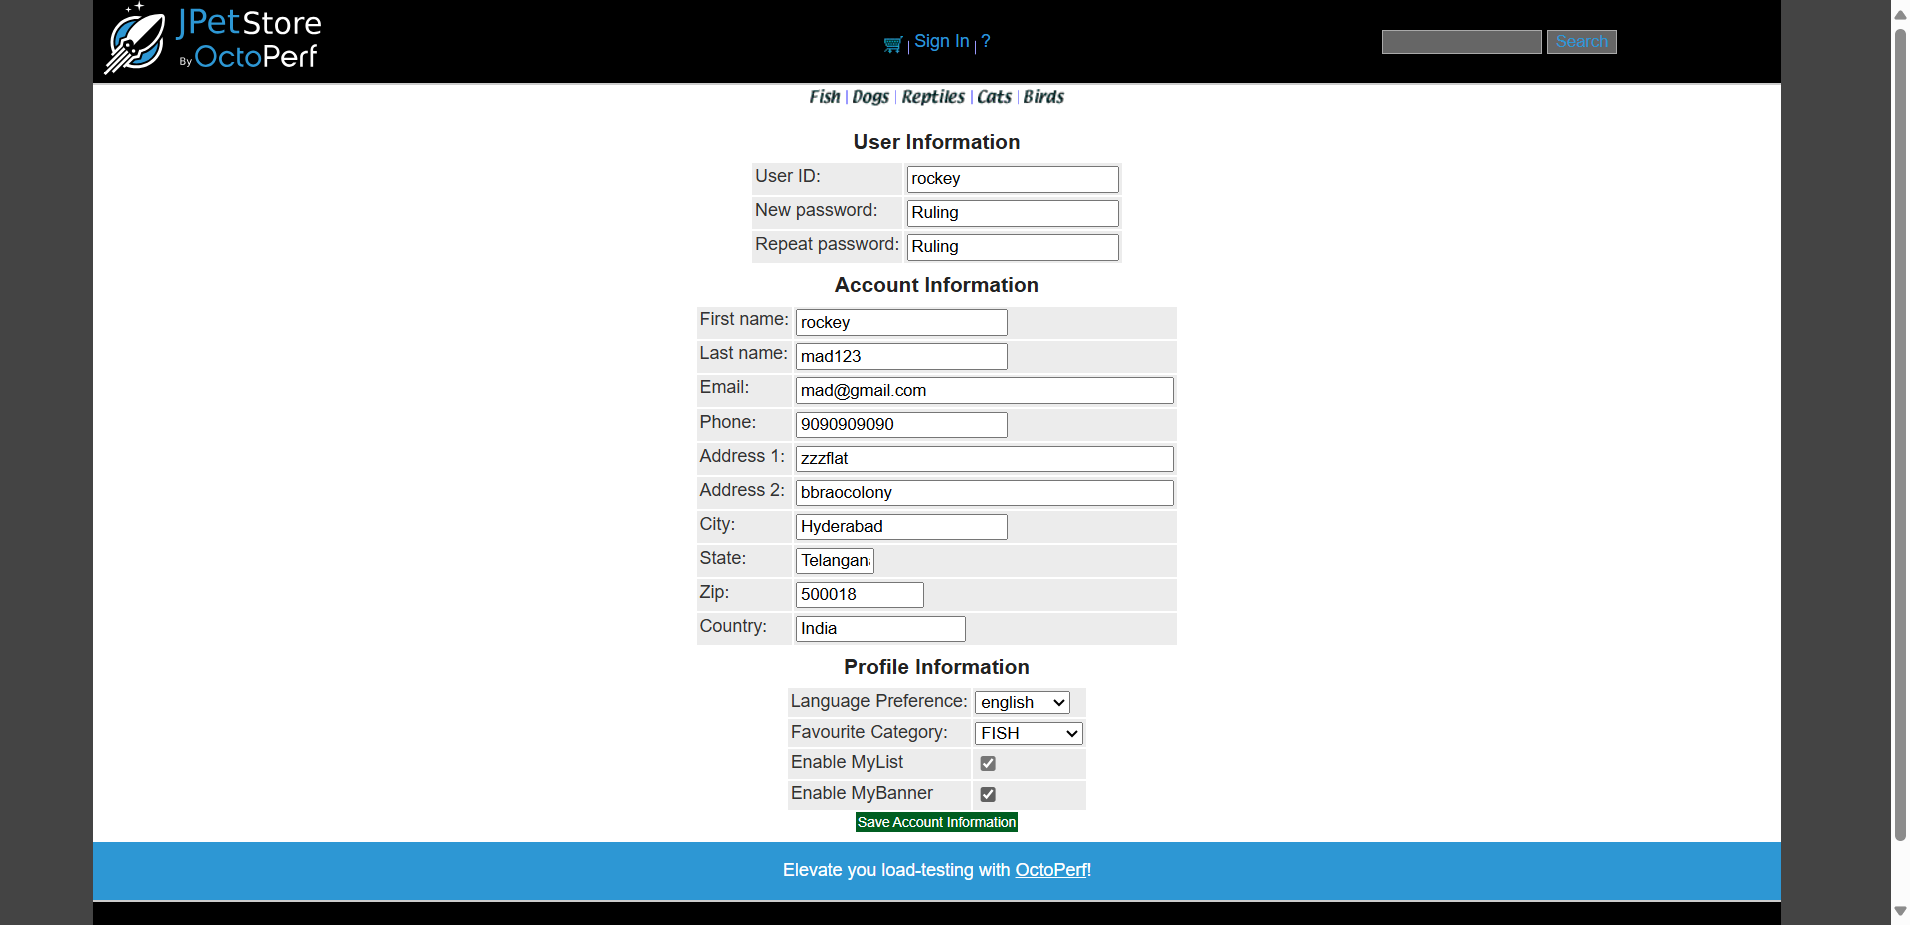 JPetStore
By OctoPerf
Sign In ?
Search
Fish Dogs Reptiles Cats Birds
User Information
User ID: rockey
New password: Ruling
Repeat password: Ruling
Account Information
First name: rockey
Last name: mad123
Email: mad@gmail.com
Phone: 9090909090
Address 1: zzzflat
Address 2: bbraocolony
City: Hyderabad
State: Telangan
Zip: 500018
Country: India
Profile Information
Language Preference: english
Favourite Category: FISH
Enable MyList
Enable MyBanner
Save Account Information
Elevate you load-testing with OctoPerf!